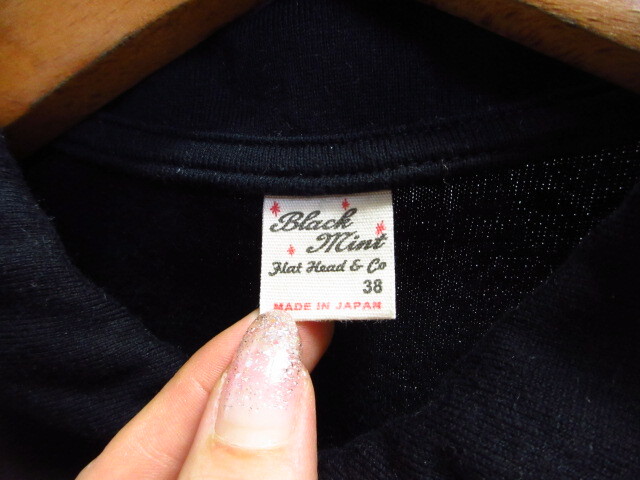 Black
Mint
Flat Head & Co
38
MADE IN JAPAN